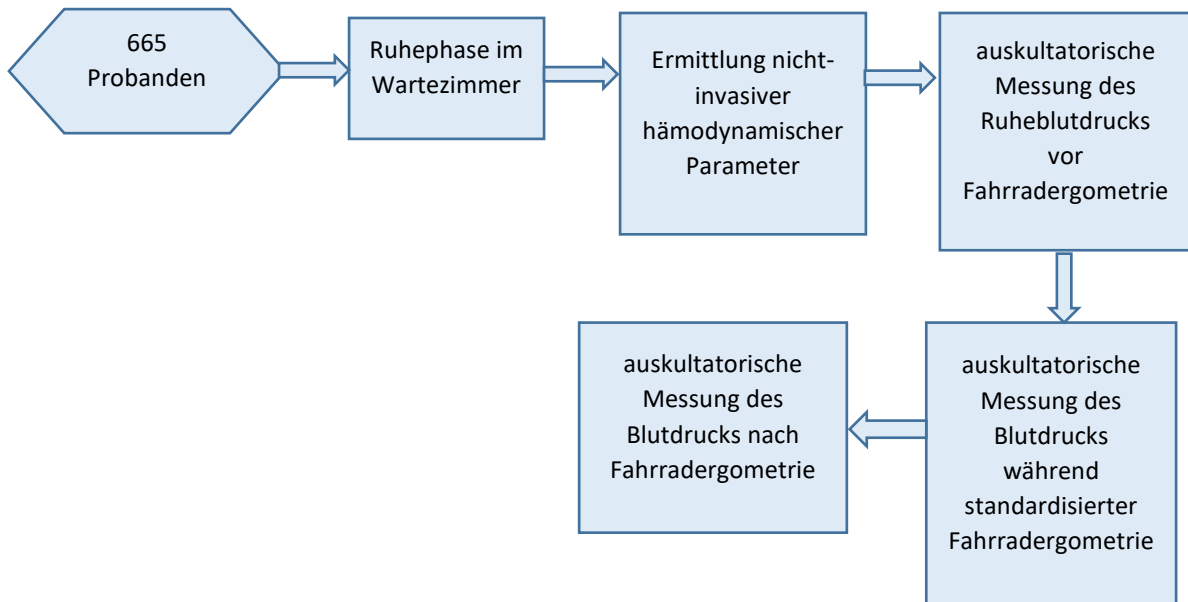 665
Probanden
Ruhephase im
Wartezimmer
Ermittlung nicht-
invasiver
hämodynamischer
Parameter
auskultatorische
Messung des
Ruheblutdrucks
vor
Fahrradergometrie
auskultatorische
Messung des
Blutdrucks
während
standardisierter
Fahrradergometrie
auskultatorische
Messung des
Blutdrucks nach
Fahrradergometrie